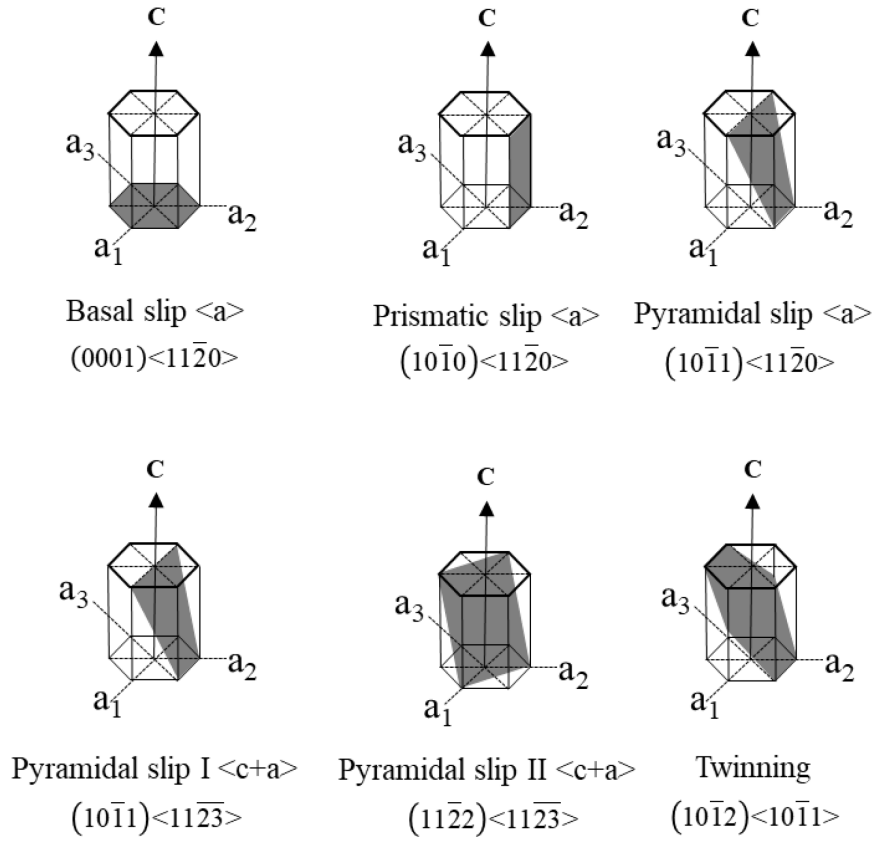 C
a₃
a₂
a₁
Basal slip <a>
(0001)<112̅0>
C
a₃
a₂
a₁
Prismatic slip <a>
(101̅0)<112̅0>
C
a₃
a₂
a₁
Pyramidal slip <a>
(101̅1)<112̅0>
C
a₃
a₂
a₁
Pyramidal slip I <c+a>
(101̅1)<112̅3̅>
C
a₃
a₂
a₁
Pyramidal slip II <c+a>
(112̅2)<112̅3̅>
C
a₃
a₂
a₁
Twinning
(101̅2)<101̅1>